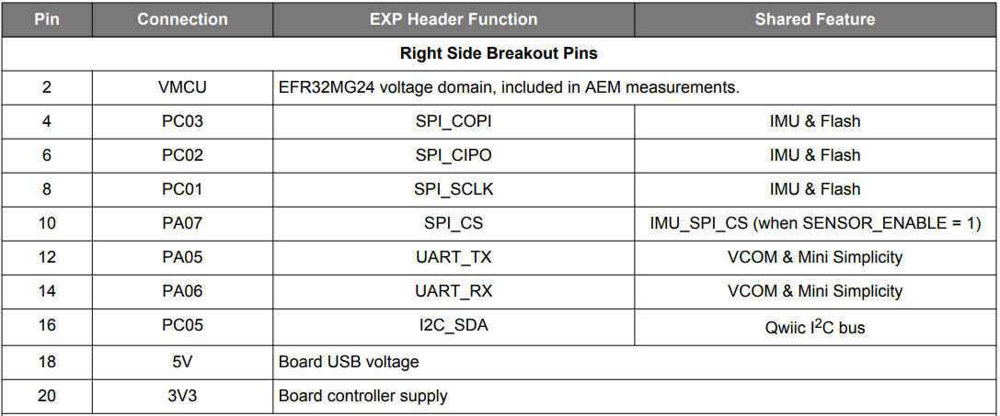 Pin Connection EXP Header Function Shared Feature
Right Side Breakout Pins
2 VMCU EFR32MG24 voltage domain, included in AEM measurements.
4 PC03 SPI_COPI IMU & Flash
6 PC02 SPI_CIPO IMU & Flash
8 PC01 SPI_SCLK IMU & Flash
10 PA07 SPI_CS IMU_SPI_CS (when SENSOR_ENABLE = 1)
12 PA05 UART_TX VCOM & Mini Simplicity
14 PA06 UART_RX VCOM & Mini Simplicity
16 PC05 I2C_SDA Qwiic I²C bus
18 5V Board USB voltage
20 3V3 Board controller supply